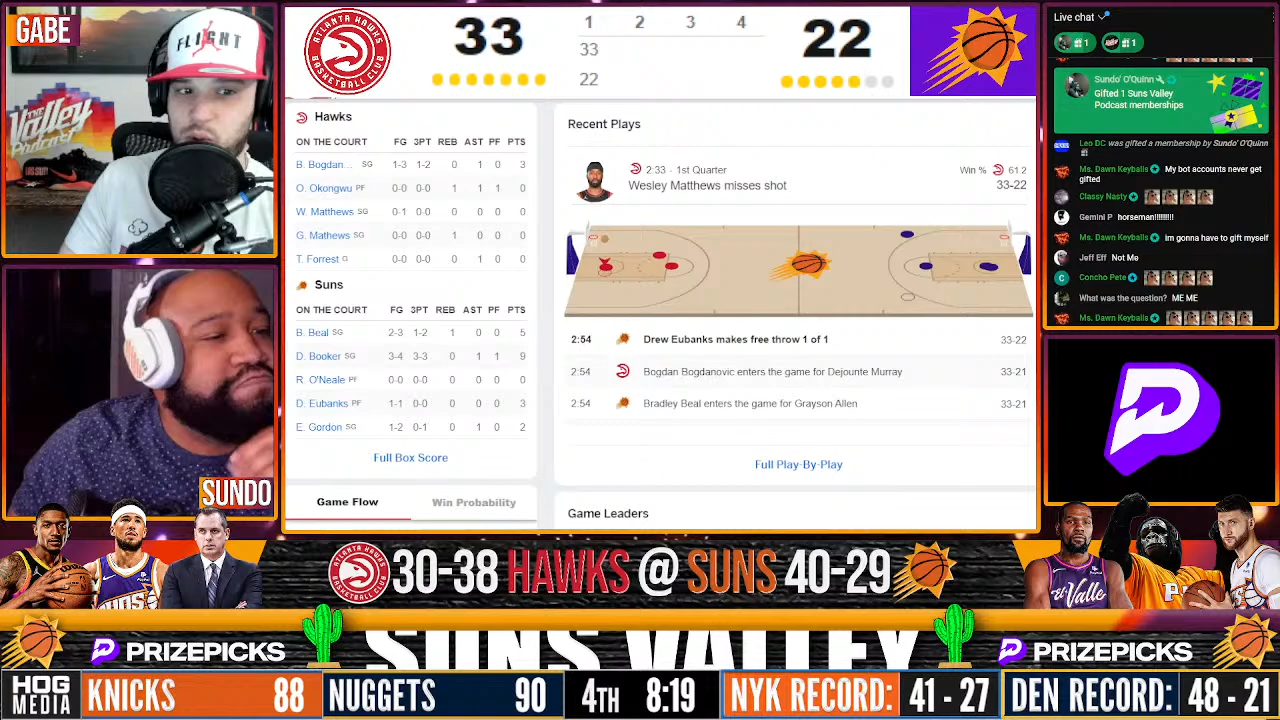 GABE
FLIGHT
THE
Valley
Podcast
SUNDO
ATLANTA HAWKS
BASKETBALL CLUB
33
1 2 3 4
33
22
22
Hawks
ON THE COURT FG 3PT REB AST PF PTS
B. Bogdan... SG 1-3 1-2 0 1 0 3
O. Okongwu PF 0-0 0-0 1 1 1 0
W. Matthews SG 0-1 0-0 0 0 0 0
G. Mathews SG 0-0 0-0 1 0 0 0
T. Forrest G 0-0 0-0 0 1 0 0
Suns
ON THE COURT FG 3PT REB AST PF PTS
B. Beal SG 2-3 1-2 1 0 0 5
D. Booker SG 3-4 3-3 0 1 1 9
R. O'Neale PF 0-0 0-0 0 0 0 0
D. Eubanks PF 1-1 0-0 0 0 0 3
E. Gordon SG 1-2 0-1 0 1 0 2
Full Box Score
Game Flow Win Probability
Recent Plays
2:33 · 1st Quarter Win % 61.2
Wesley Matthews misses shot 33-22
2:54 Drew Eubanks makes free throw 1 of 1 33-22
2:54 Bogdan Bogdanovic enters the game for Dejounte Murray 33-21
2:54 Bradley Beal enters the game for Grayson Allen 33-21
Full Play-By-Play
Game Leaders
Live chat
1 1
Sundo' O'Quinn
Gifted 1 Suns Valley
Podcast memberships
Leo DC was gifted a membership by Sundo' O'Quinn
Ms. Dawn Keyballs My bot accounts never get
gifted
Classy Nasty
Gemini P horseman!!!!!!!!!
Ms. Dawn Keyballs im gonna have to gift myself
Jeff Eff Not Me
C Concho Pete
What was the question? ME ME
Ms. Dawn Keyballs
ATLANTA HAWKS
BASKETBALL CLUB
30-38 HAWKS @ SUNS 40-29
SUNS
El Valle
PRIZEPICKS
SUNS VALLEY
PRIZEPICKS
HOG
MEDIA
KNICKS 88 NUGGETS 90 4TH 8:19 NYK RECORD: 41 - 27 DEN RECORD: 48 - 21